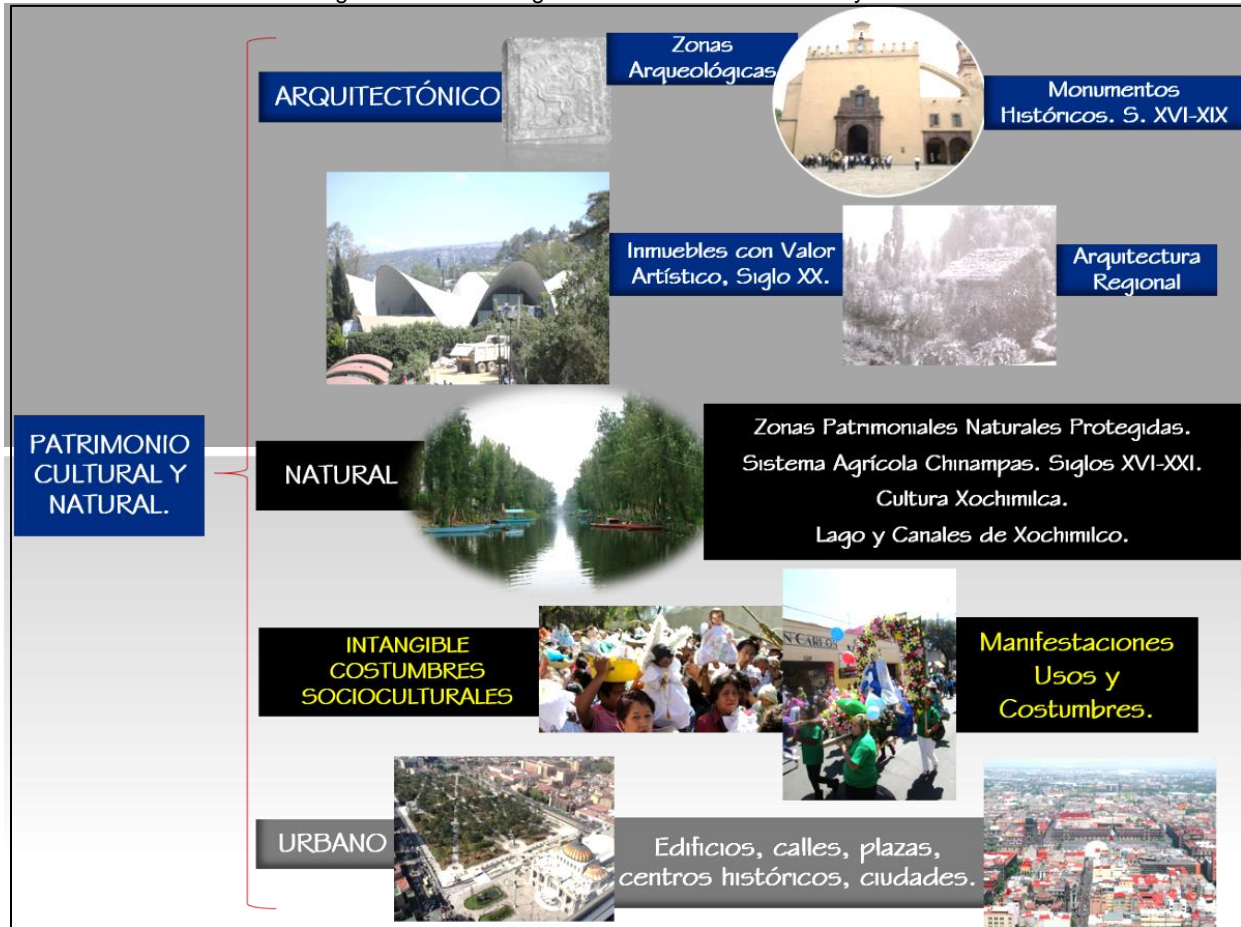 ARQUITECTÓNICO
Zonas
Arqueológicas
Monumentos
Históricos. S. XVI-XIX
Inmuebles con Valor
Artístico, Siglo XX.
Arquitectura
Regional
PATRIMONIO
CULTURAL Y
NATURAL.
NATURAL
Zonas Patrimoniales Naturales Protegidas.
Sistema Agrícola Chinampas. Siglos XVI-XXI.
Cultura Xochimilca.
Lago y Canales de Xochimilco.
INTANGIBLE
COSTUMBRES
SOCIOCULTURALES
N CARLOS
Manifestaciones
Usos y
Costumbres.
URBANO
Edificios, calles, plazas,
centros históricos, ciudades.